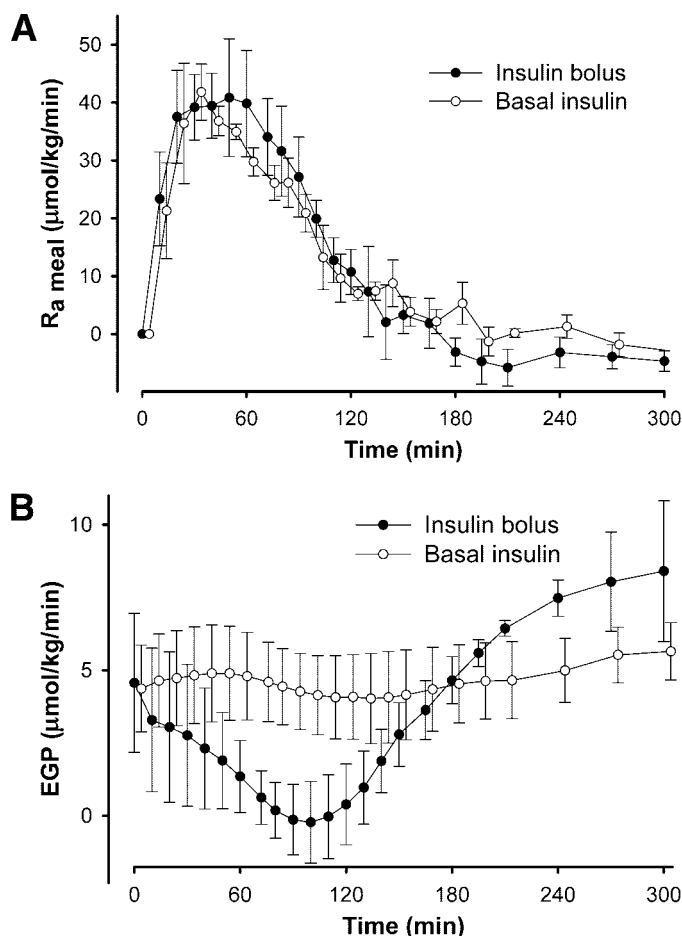 A
50
40
30
20
10
0
Rₐ meal (μmol/kg/min)
Insulin bolus
Basal insulin
0 60 120 180 240 300
Time (min)
B
10
5
0
EGP (μmol/kg/min)
Insulin bolus
Basal insulin
0 60 120 180 240 300
Time (min)